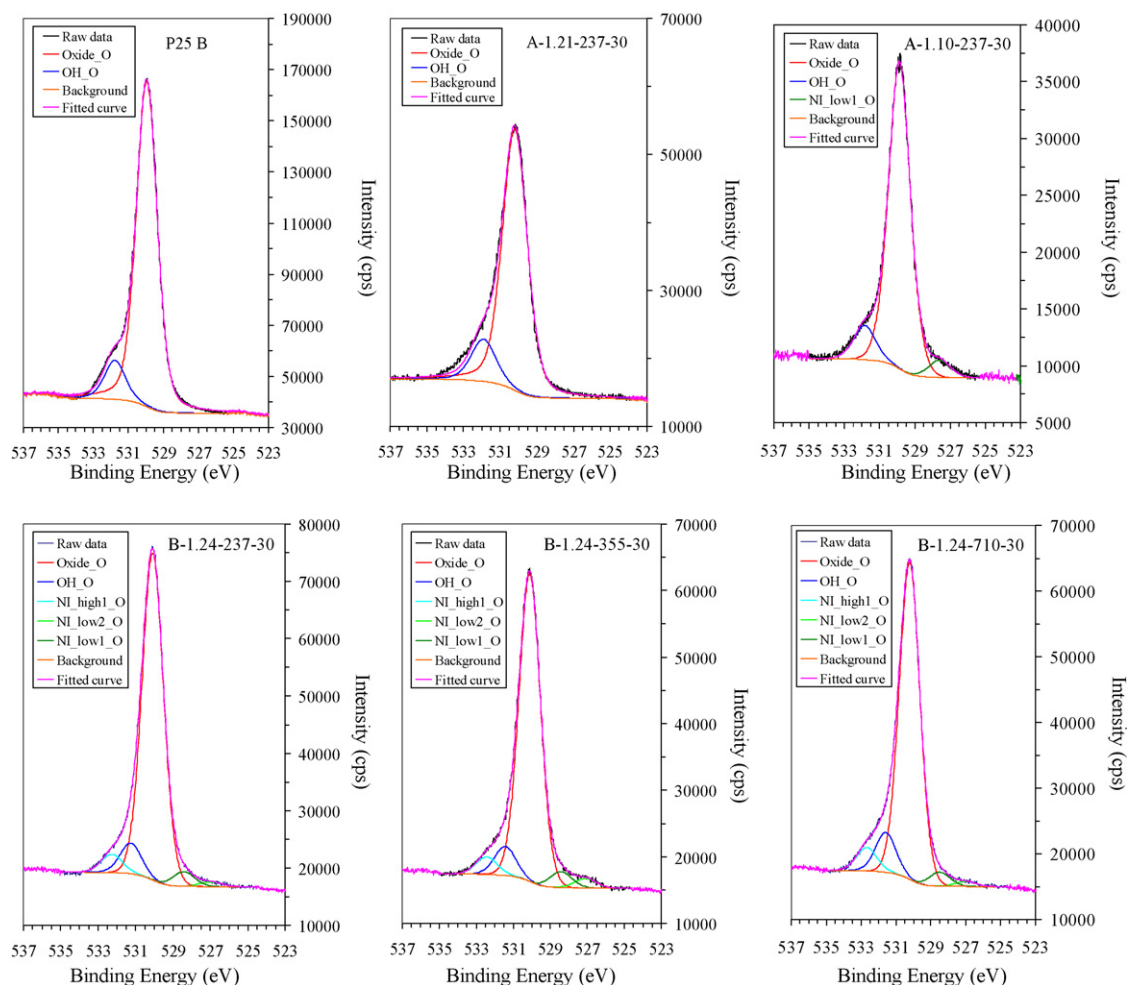 P25 B
Raw data
Oxide_O
OH_O
Background
Fitted curve
190000
170000
150000
130000
110000
90000
70000
50000
30000
Intensity (cps)
537 535 533 531 529 527 525 523
Binding Energy (eV)
A-1.21-237-30
Raw data
Oxide_O
OH_O
Background
Fitted curve
70000
50000
30000
10000
Intensity (cps)
537 535 533 531 529 527 525 523
Binding Energy (eV)
A-1.10-237-30
Raw data
Oxide_O
OH_O
NI_low1_O
Background
Fitted curve
40000
35000
30000
25000
20000
15000
10000
5000
Intensity (cps)
537 535 533 531 529 527 525 523
Binding Energy (eV)
B-1.24-237-30
Raw data
Oxide_O
OH_O
NI_high1_O
NI_low2_O
NI_low1_O
Background
Fitted curve
80000
70000
60000
50000
40000
30000
20000
10000
Intensity (cps)
537 535 533 531 529 527 525 523
Binding Energy (eV)
B-1.24-355-30
Raw data
Oxide_O
OH_O
NI_high1_O
NI_low2_O
NI_low1_O
Background
Fitted curve
70000
60000
50000
40000
30000
20000
10000
Intensity (cps)
537 535 533 531 529 527 525 523
Binding Energy (eV)
B-1.24-710-30
Raw data
Oxide_O
OH_O
NI_high1_O
NI_low2_O
NI_low1_O
Background
Fitted curve
70000
60000
50000
40000
30000
20000
10000
Intensity (cps)
537 535 533 531 529 527 525 523
Binding Energy (eV)